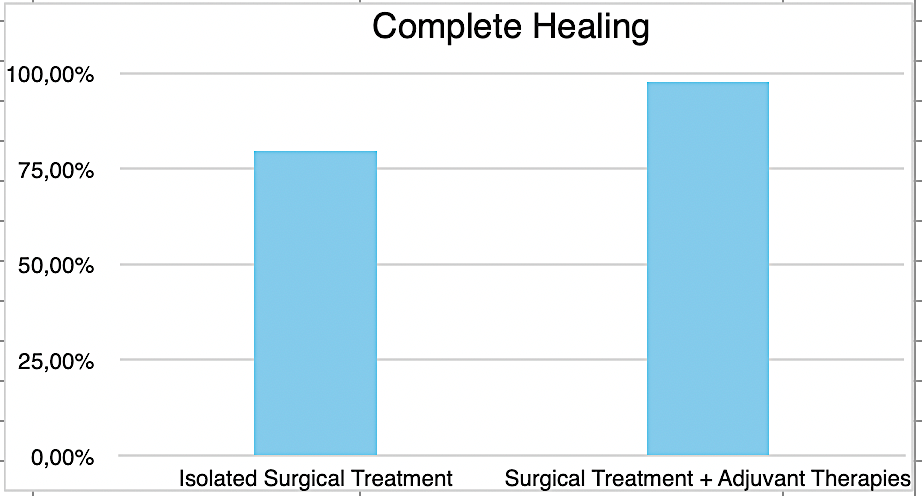 Complete Healing
100,00%
75,00%
50,00%
25,00%
0,00%
Isolated Surgical Treatment
Surgical Treatment + Adjuvant Therapies